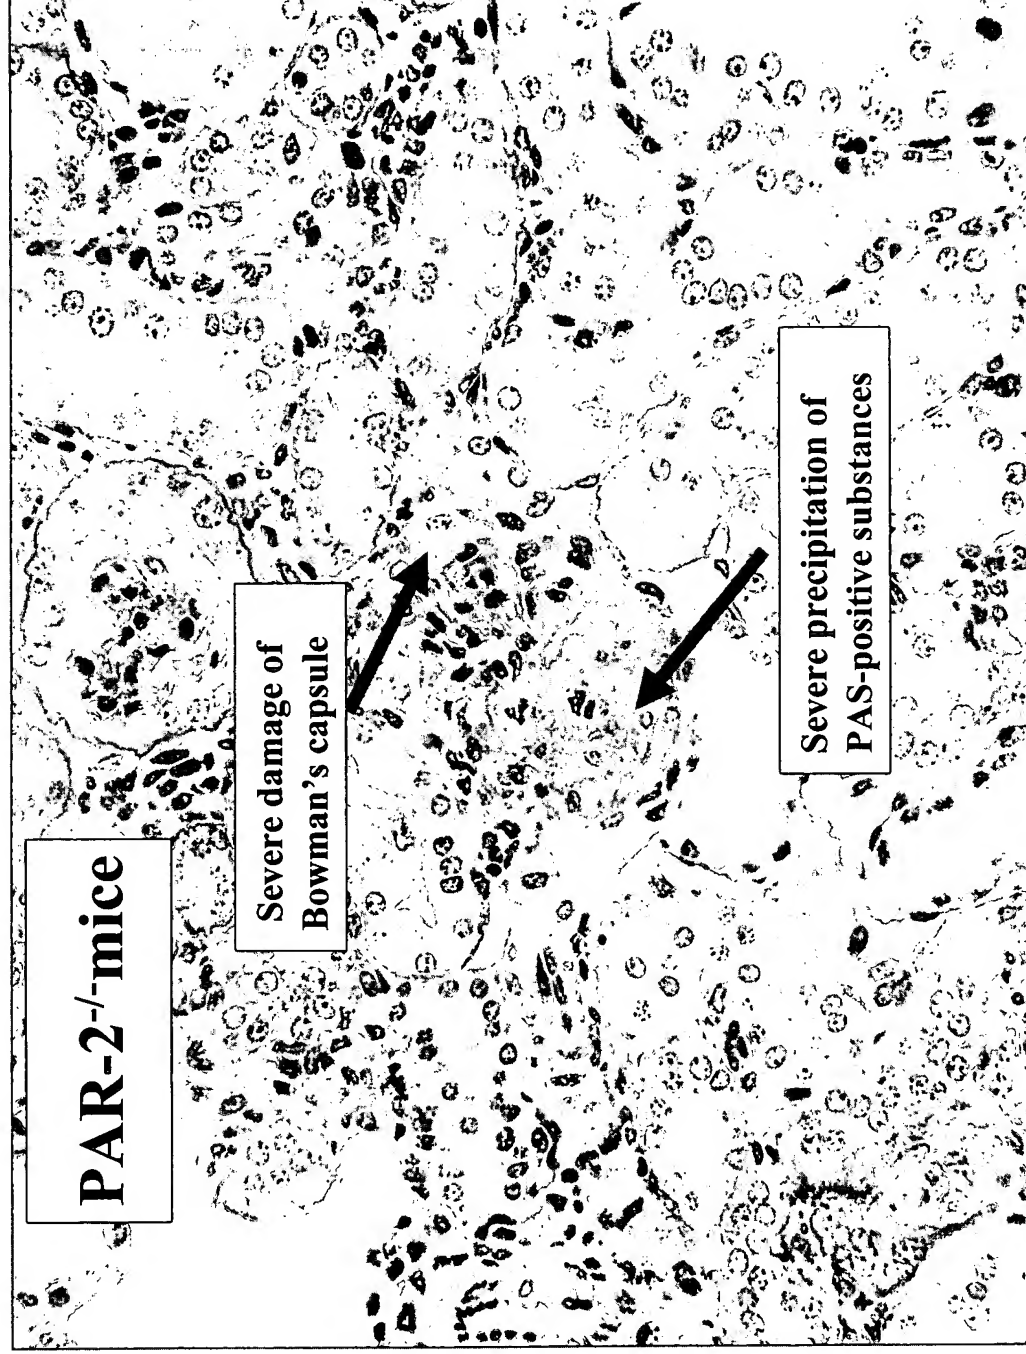 PAR-2-/-mice
Severe damage of
Bowman's capsule
Severe precipitation of
PAS-positive substances